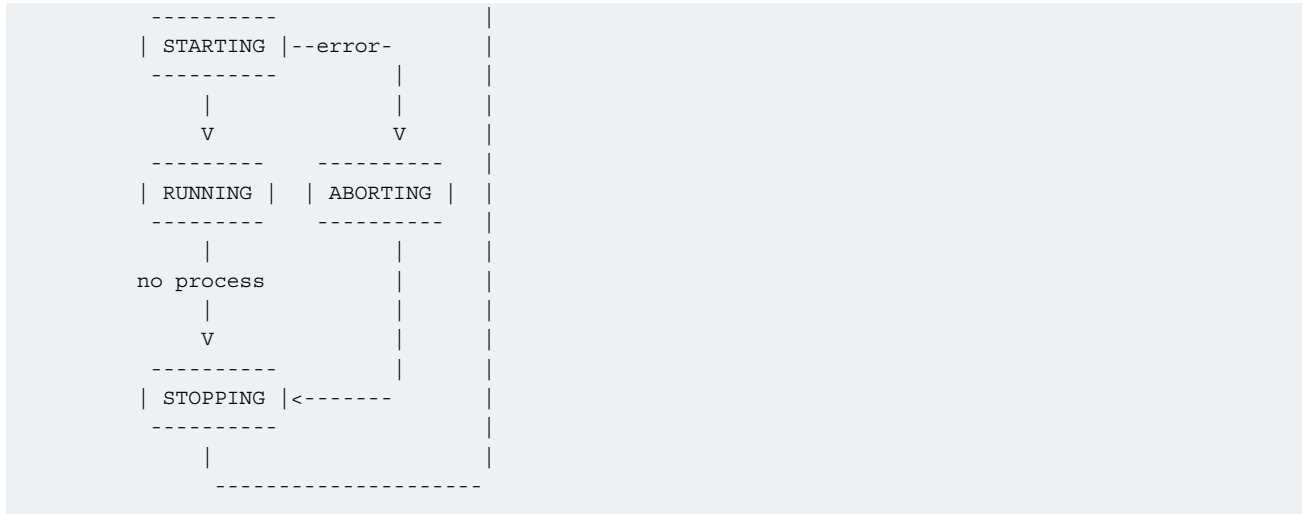 ----------                |
| STARTING |--error-       |
 ----------         |      |
     |              |      |
     V              V      |
 ---------    ----------   |
| RUNNING |  | ABORTING |  |
 ---------    ----------   |
     |              |      |
no process          |      |
     |              |      |
     V              |      |
 ----------         |      |
| STOPPING |<-------       |
 ----------                |
     |                     |
      ---------------------